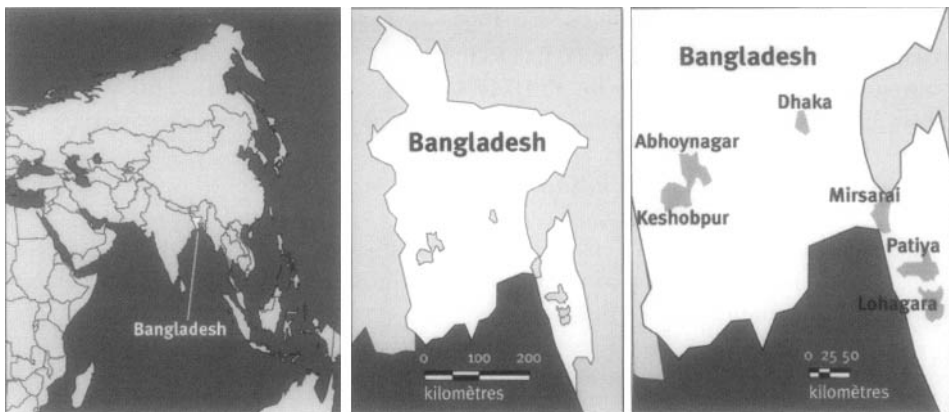 Bangladesh
Bangladesh
0 100 200
kilomètres
Bangladesh
Dhaka
Abhoynagar
Keshobpur
Mirsarai
Patiya
Lohagara
0 25 50
kilomètres